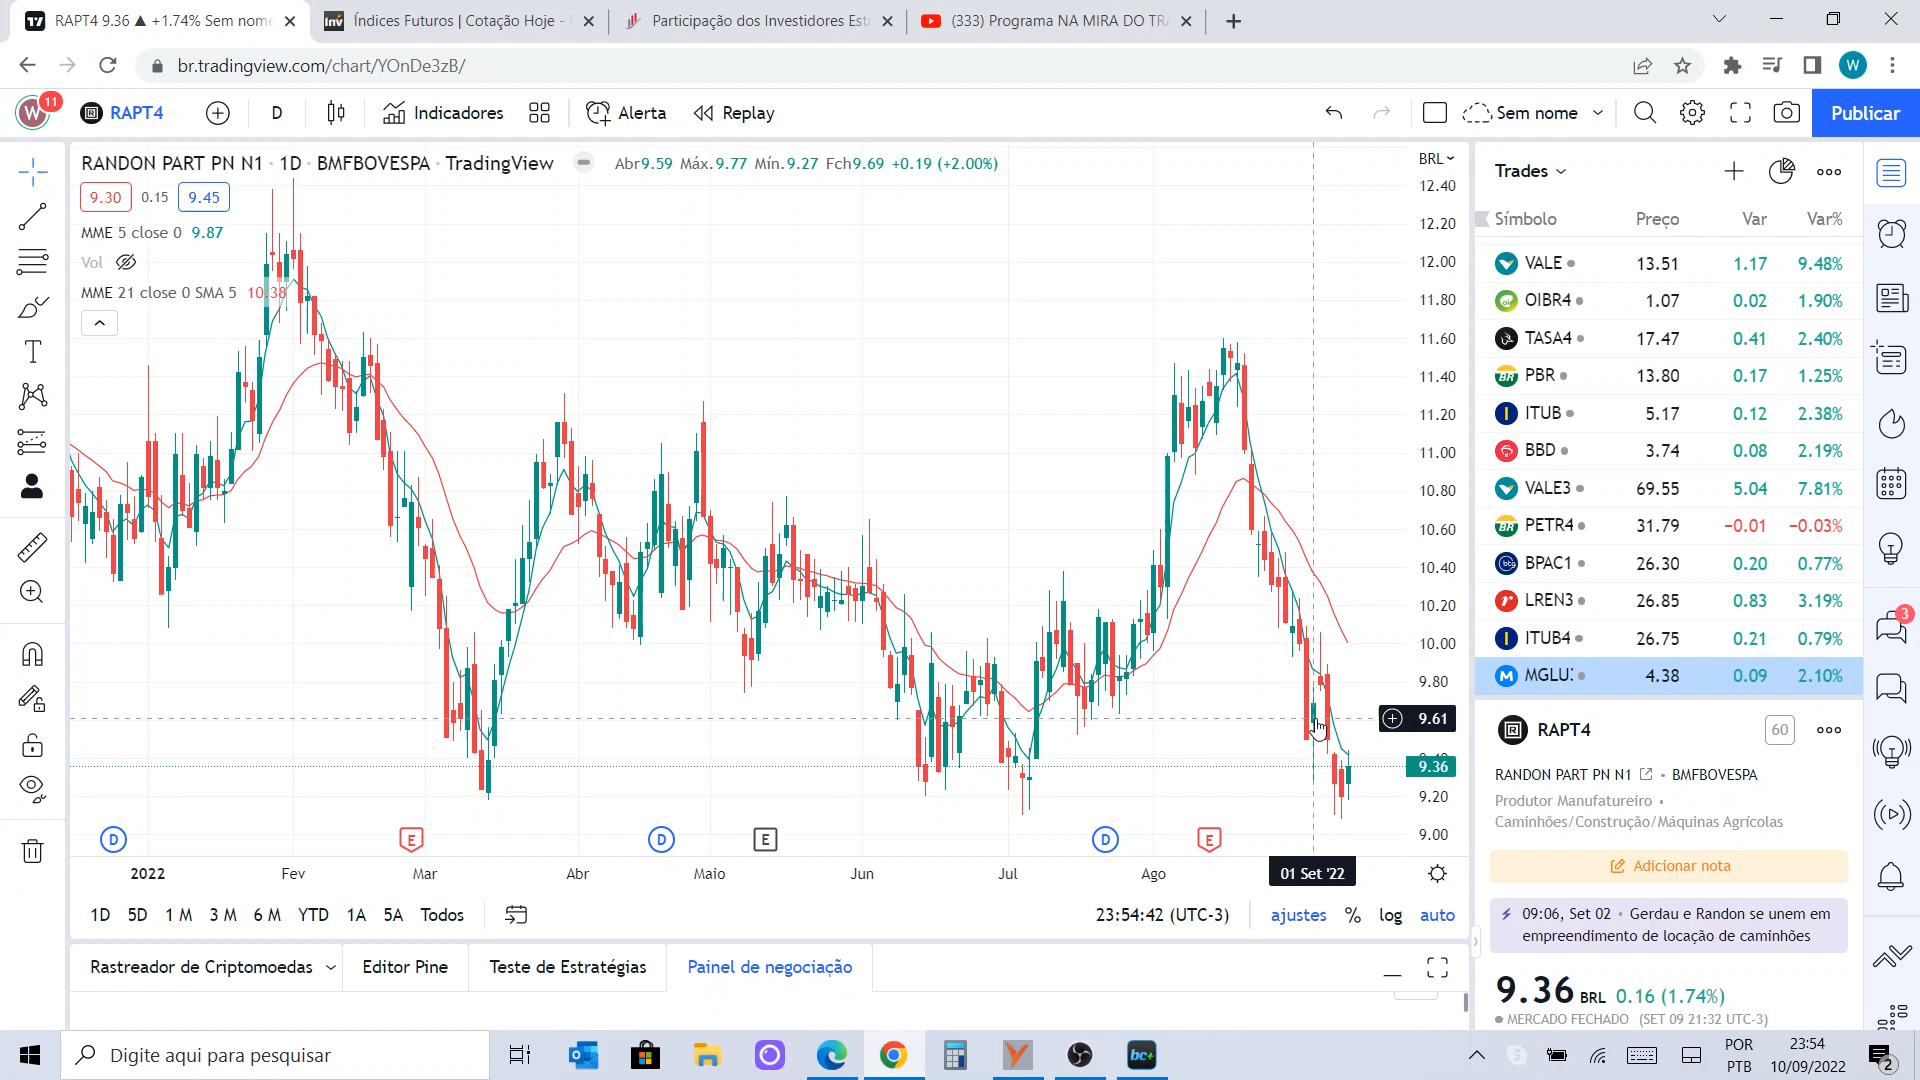 RAPT4 9.36 ▲ +1.74% Sem nome
Índices Futuros | Cotação Hoje -
Participação dos Investidores Est
(333) Programa NA MIRA DO TR
br.tradingview.com/chart/YOnDe3zB/
W
W 11
RAPT4
D
Indicadores
Alerta
Replay
Sem nome
Publicar
RANDON PART PN N1 · 1D · BMFBOVESPA · TradingView
Abr9.59 Máx.9.77 Mín.9.27 Fch9.69 +0.19 (+2.00%)
9.30 0.15 9.45
MME 5 close 0 9.87
Vol
MME 21 close 0 SMA 5 10.38
BRL
12.40
12.20
12.00
11.80
11.60
11.40
11.20
11.00
10.80
10.60
10.40
10.20
10.00
9.80
9.61
9.36
9.20
9.00
D E D E D E
2022 Fev Mar Abr Maio Jun Jul Ago 01 Set '22
1D 5D 1 M 3 M 6 M YTD 1A 5A Todos
23:54:42 (UTC-3) ajustes % log auto
Rastreador de Criptomoedas
Editor Pine
Teste de Estratégias
Painel de negociação
Trades
Símbolo Preço Var Var%
VALE 13.51 1.17 9.48%
OIBR4 1.07 0.02 1.90%
TASA4 17.47 0.41 2.40%
PBR 13.80 0.17 1.25%
ITUB 5.17 0.12 2.38%
BBD 3.74 0.08 2.19%
VALE3 69.55 5.04 7.81%
PETR4 31.79 −0.01 −0.03%
BPAC1 26.30 0.20 0.77%
LREN3 26.85 0.83 3.19%
ITUB4 26.75 0.21 0.79%
MGLU: 4.38 0.09 2.10%
3
RAPT4 60
RANDON PART PN N1 • BMFBOVESPA
Produtor Manufatureiro •
Caminhões/Construção/Máquinas Agrícolas
Adicionar nota
09:06, Set 02 • Gerdau e Randon se unem em
empreendimento de locação de caminhões
9.36 BRL 0.16 (1.74%)
MERCADO FECHADO (SET 09 21:32 UTC-3)
Digite aqui para pesquisar
bc+
POR
PTB
23:54
10/09/2022
2